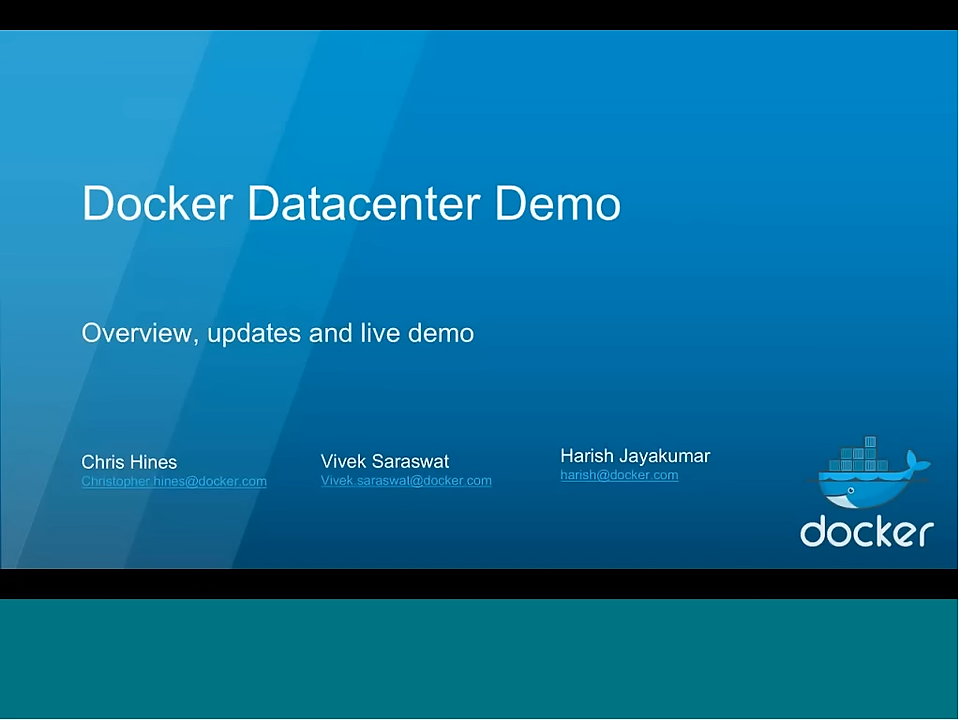 Docker Datacenter Demo
Overview, updates and live demo
Chris Hines
Christopher.hines@docker.com
Vivek Saraswat
Vivek.saraswat@docker.com
Harish Jayakumar
harish@docker.com
docker